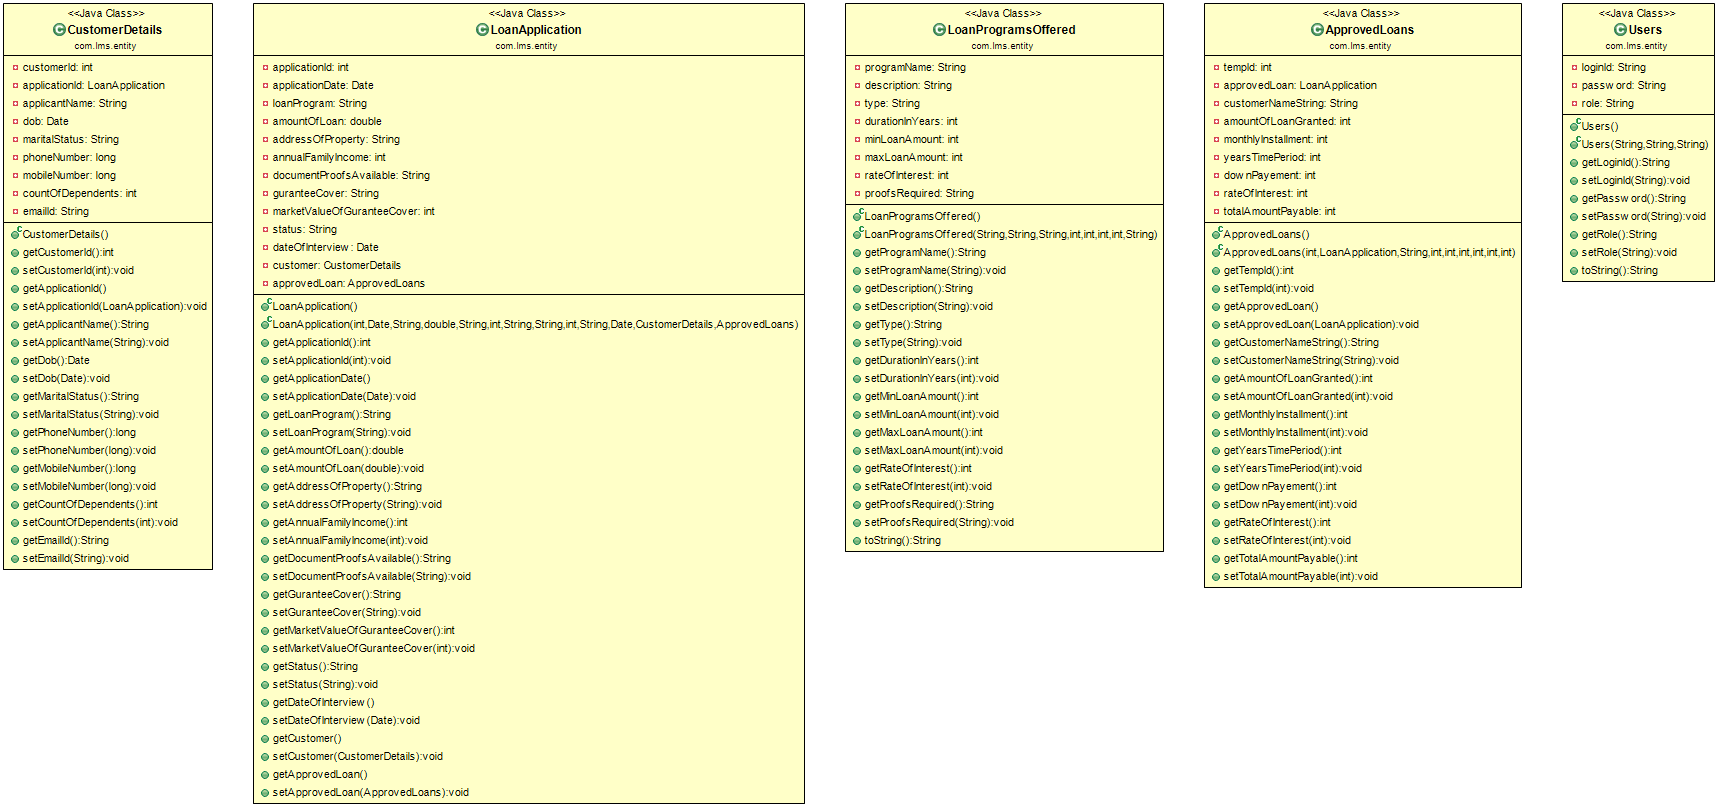 <<Java Class>>
CustomerDetails
com.lms.entity
customerId: int
applicationId: LoanApplication
applicantName: String
dob: Date
maritalStatus: String
phoneNumber: long
mobileNumber: long
countOfDependents: int
emailId: String
CustomerDetails()
getCustomerId():int
setCustomerId(int):void
getApplicationId()
setApplicationId(LoanApplication):void
getApplicantName():String
setApplicantName(String):void
getDob():Date
setDob(Date):void
getMaritalStatus():String
setMaritalStatus(String):void
getPhoneNumber():long
setPhoneNumber(long):void
getMobileNumber():long
setMobileNumber(long):void
getCountOfDependents():int
setCountOfDependents(int):void
getEmailId():String
setEmailId(String):void
<<Java Class>>
LoanApplication
com.lms.entity
applicationId: int
applicationDate: Date
loanProgram: String
amountOfLoan: double
addressOfProperty: String
annualFamilyIncome: int
documentProofsAvailable: String
guranteeCover: String
marketValueOfGuranteeCover: int
status: String
dateOfInterview: Date
customer: CustomerDetails
approvedLoan: ApprovedLoans
LoanApplication()
LoanApplication(int,Date,String,double,String,int,String,String,int,String,Date,CustomerDetails,ApprovedLoans)
getApplicationId():int
setApplicationId(int):void
getApplicationDate()
setApplicationDate(Date):void
getLoanProgram():String
setLoanProgram(String):void
getAmountOfLoan():double
setAmountOfLoan(double):void
getAddressOfProperty():String
setAddressOfProperty(String):void
getAnnualFamilyIncome():int
setAnnualFamilyIncome(int):void
getDocumentProofsAvailable():String
setDocumentProofsAvailable(String):void
getGuranteeCover():String
setGuranteeCover(String):void
getMarketValueOfGuranteeCover():int
setMarketValueOfGuranteeCover(int):void
getStatus():String
setStatus(String):void
getDateOfInterview()
setDateOfInterview(Date):void
getCustomer()
setCustomer(CustomerDetails):void
getApprovedLoan()
setApprovedLoan(ApprovedLoans):void
<<Java Class>>
LoanProgramsOffered
com.lms.entity
programName: String
description: String
type: String
durationInYears: int
minLoanAmount: int
maxLoanAmount: int
rateOfInterest: int
proofsRequired: String
LoanProgramsOffered()
LoanProgramsOffered(String,String,String,int,int,int,int,String)
getProgramName():String
setProgramName(String):void
getDescription():String
setDescription(String):void
getType():String
setType(String):void
getDurationInYears():int
setDurationInYears(int):void
getMinLoanAmount():int
setMinLoanAmount(int):void
getMaxLoanAmount():int
setMaxLoanAmount(int):void
getRateOfInterest():int
setRateOfInterest(int):void
getProofsRequired():String
setProofsRequired(String):void
toString():String
<<Java Class>>
ApprovedLoans
com.lms.entity
tempId: int
approvedLoan: LoanApplication
customerNameString: String
amountOfLoanGranted: int
monthlyInstallment: int
yearsTimePeriod: int
downPayement: int
rateOfInterest: int
totalAmountPayable: int
ApprovedLoans()
ApprovedLoans(int,LoanApplication,String,int,int,int,int,int,int)
getTempId():int
setTempId(int):void
getApprovedLoan()
setApprovedLoan(LoanApplication):void
getCustomerNameString():String
setCustomerNameString(String):void
getAmountOfLoanGranted():int
setAmountOfLoanGranted(int):void
getMonthlyInstallment():int
setMonthlyInstallment(int):void
getYearsTimePeriod():int
setYearsTimePeriod(int):void
getDownPayement():int
setDownPayement(int):void
getRateOfInterest():int
setRateOfInterest(int):void
getTotalAmountPayable():int
setTotalAmountPayable(int):void
<<Java Class>>
Users
com.lms.entity
loginId: String
password: String
role: String
Users()
Users(String,String,String)
getLoginId():String
setLoginId(String):void
getPassword():String
setPassword(String):void
getRole():String
setRole(String):void
toString():String